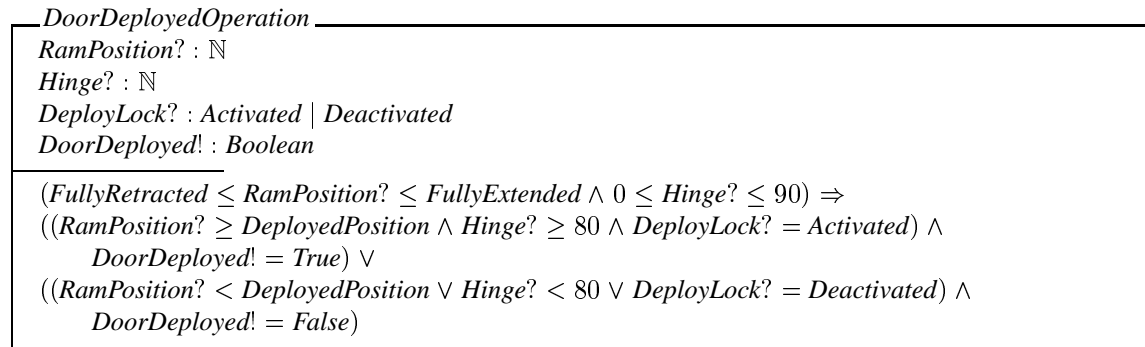 DoorDeployedOperation
RamPosition? : ℕ
Hinge? : ℕ
DeployLock? : Activated | Deactivated
DoorDeployed! : Boolean
(FullyRetracted ≤ RamPosition? ≤ FullyExtended ∧ 0 ≤ Hinge? ≤ 90) ⇒
((RamPosition? ≥ DeployedPosition ∧ Hinge? ≥ 80 ∧ DeployLock? = Activated) ∧
DoorDeployed! = True) ∨
((RamPosition? < DeployedPosition ∨ Hinge? < 80 ∨ DeployLock? = Deactivated) ∧
DoorDeployed! = False)